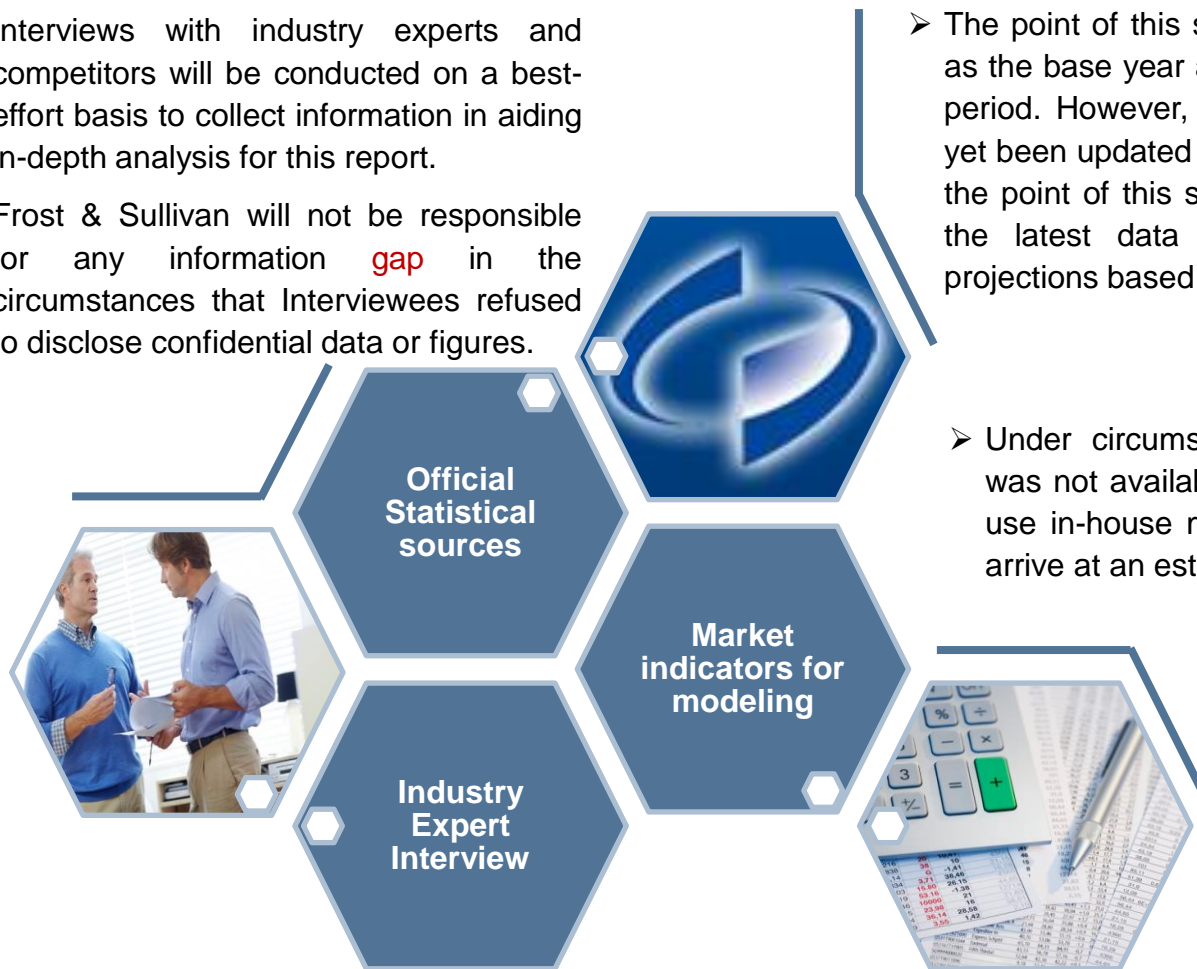 nterviews with industry experts and
competitors will be conducted on a best-
effort basis to collect information in aiding
in-depth analysis for this report.
Frost & Sullivan will not be responsible
or any information gap in the
circumstances that Interviewees refused
to disclose confidential data or figures.
➢ The point of this s
as the base year a
period. However,
yet been updated
the point of this s
the latest data
projections based
➢ Under circums
was not availal
use in-house r
arrive at an est
Official
Statistical
sources
Market
indicators for
modeling
Industry
Expert
Interview